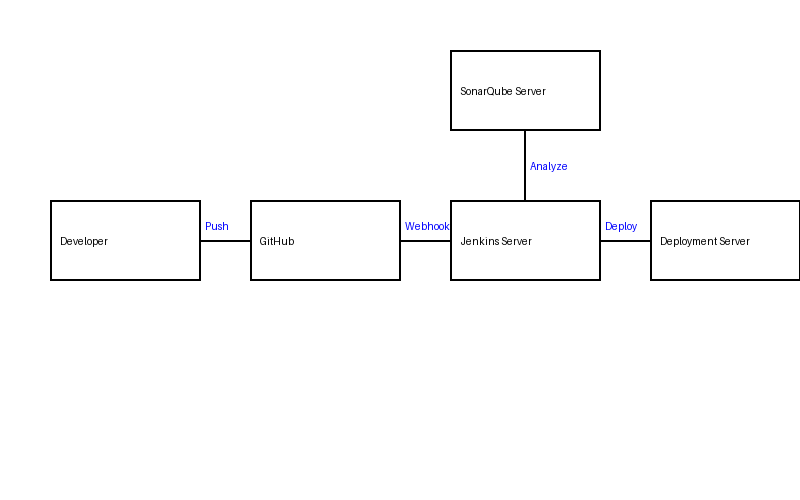 SonarQube Server
Analyze
Developer
Push
GitHub
Webhook
Jenkins Server
Deploy
Deployment Server